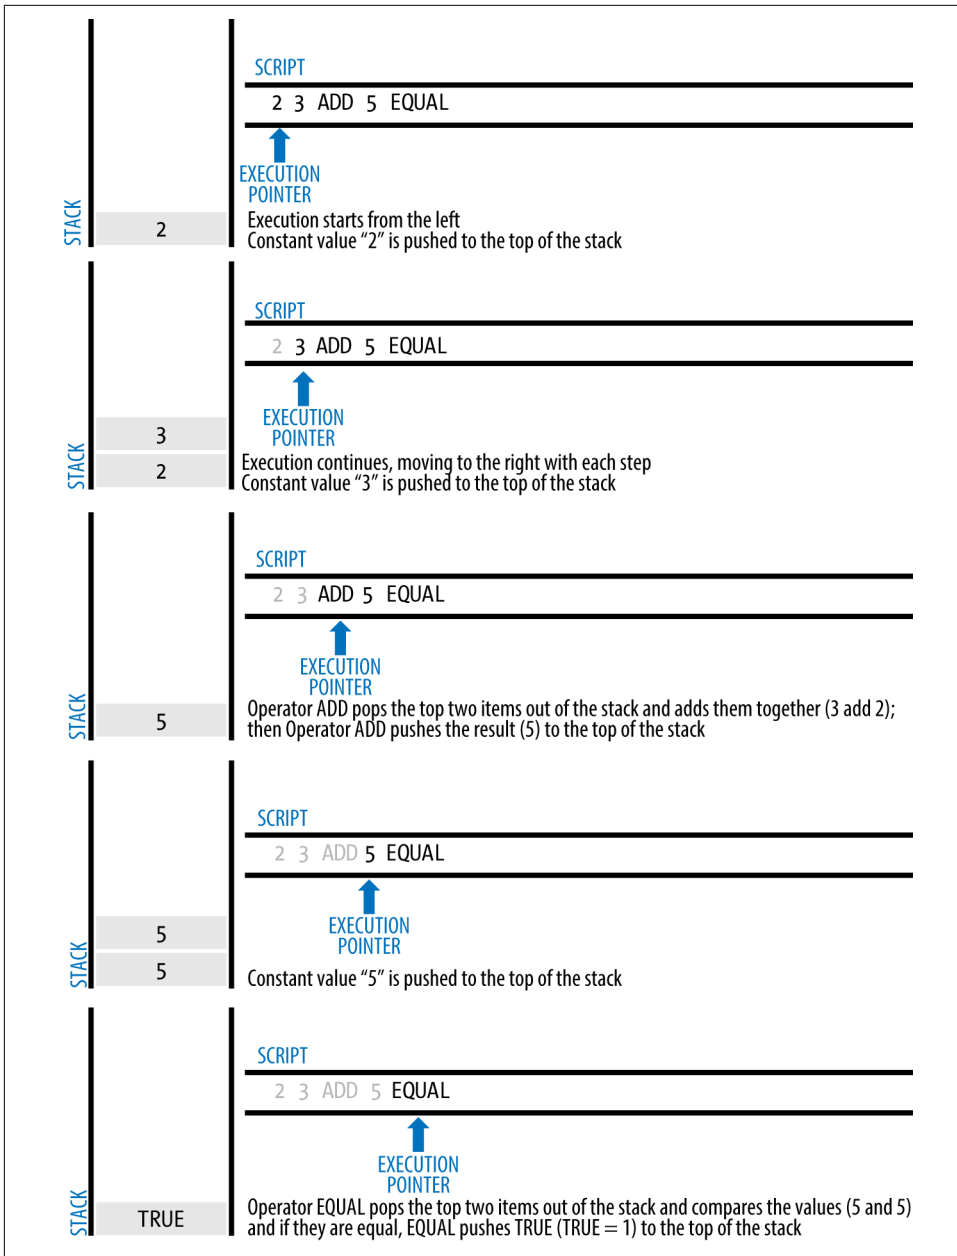 SCRIPT
2 3 ADD 5 EQUAL
EXECUTION
POINTER
STACK
2
Execution starts from the left
Constant value “2” is pushed to the top of the stack
SCRIPT
2 3 ADD 5 EQUAL
EXECUTION
POINTER
STACK
3
2
Execution continues, moving to the right with each step
Constant value “3” is pushed to the top of the stack
SCRIPT
2 3 ADD 5 EQUAL
EXECUTION
POINTER
STACK
5
Operator ADD pops the top two items out of the stack and adds them together (3 add 2);
then Operator ADD pushes the result (5) to the top of the stack
SCRIPT
2 3 ADD 5 EQUAL
EXECUTION
POINTER
STACK
5
5
Constant value “5” is pushed to the top of the stack
SCRIPT
2 3 ADD 5 EQUAL
EXECUTION
POINTER
STACK
TRUE
Operator EQUAL pops the top two items out of the stack and compares the values (5 and 5)
and if they are equal, EQUAL pushes TRUE (TRUE = 1) to the top of the stack